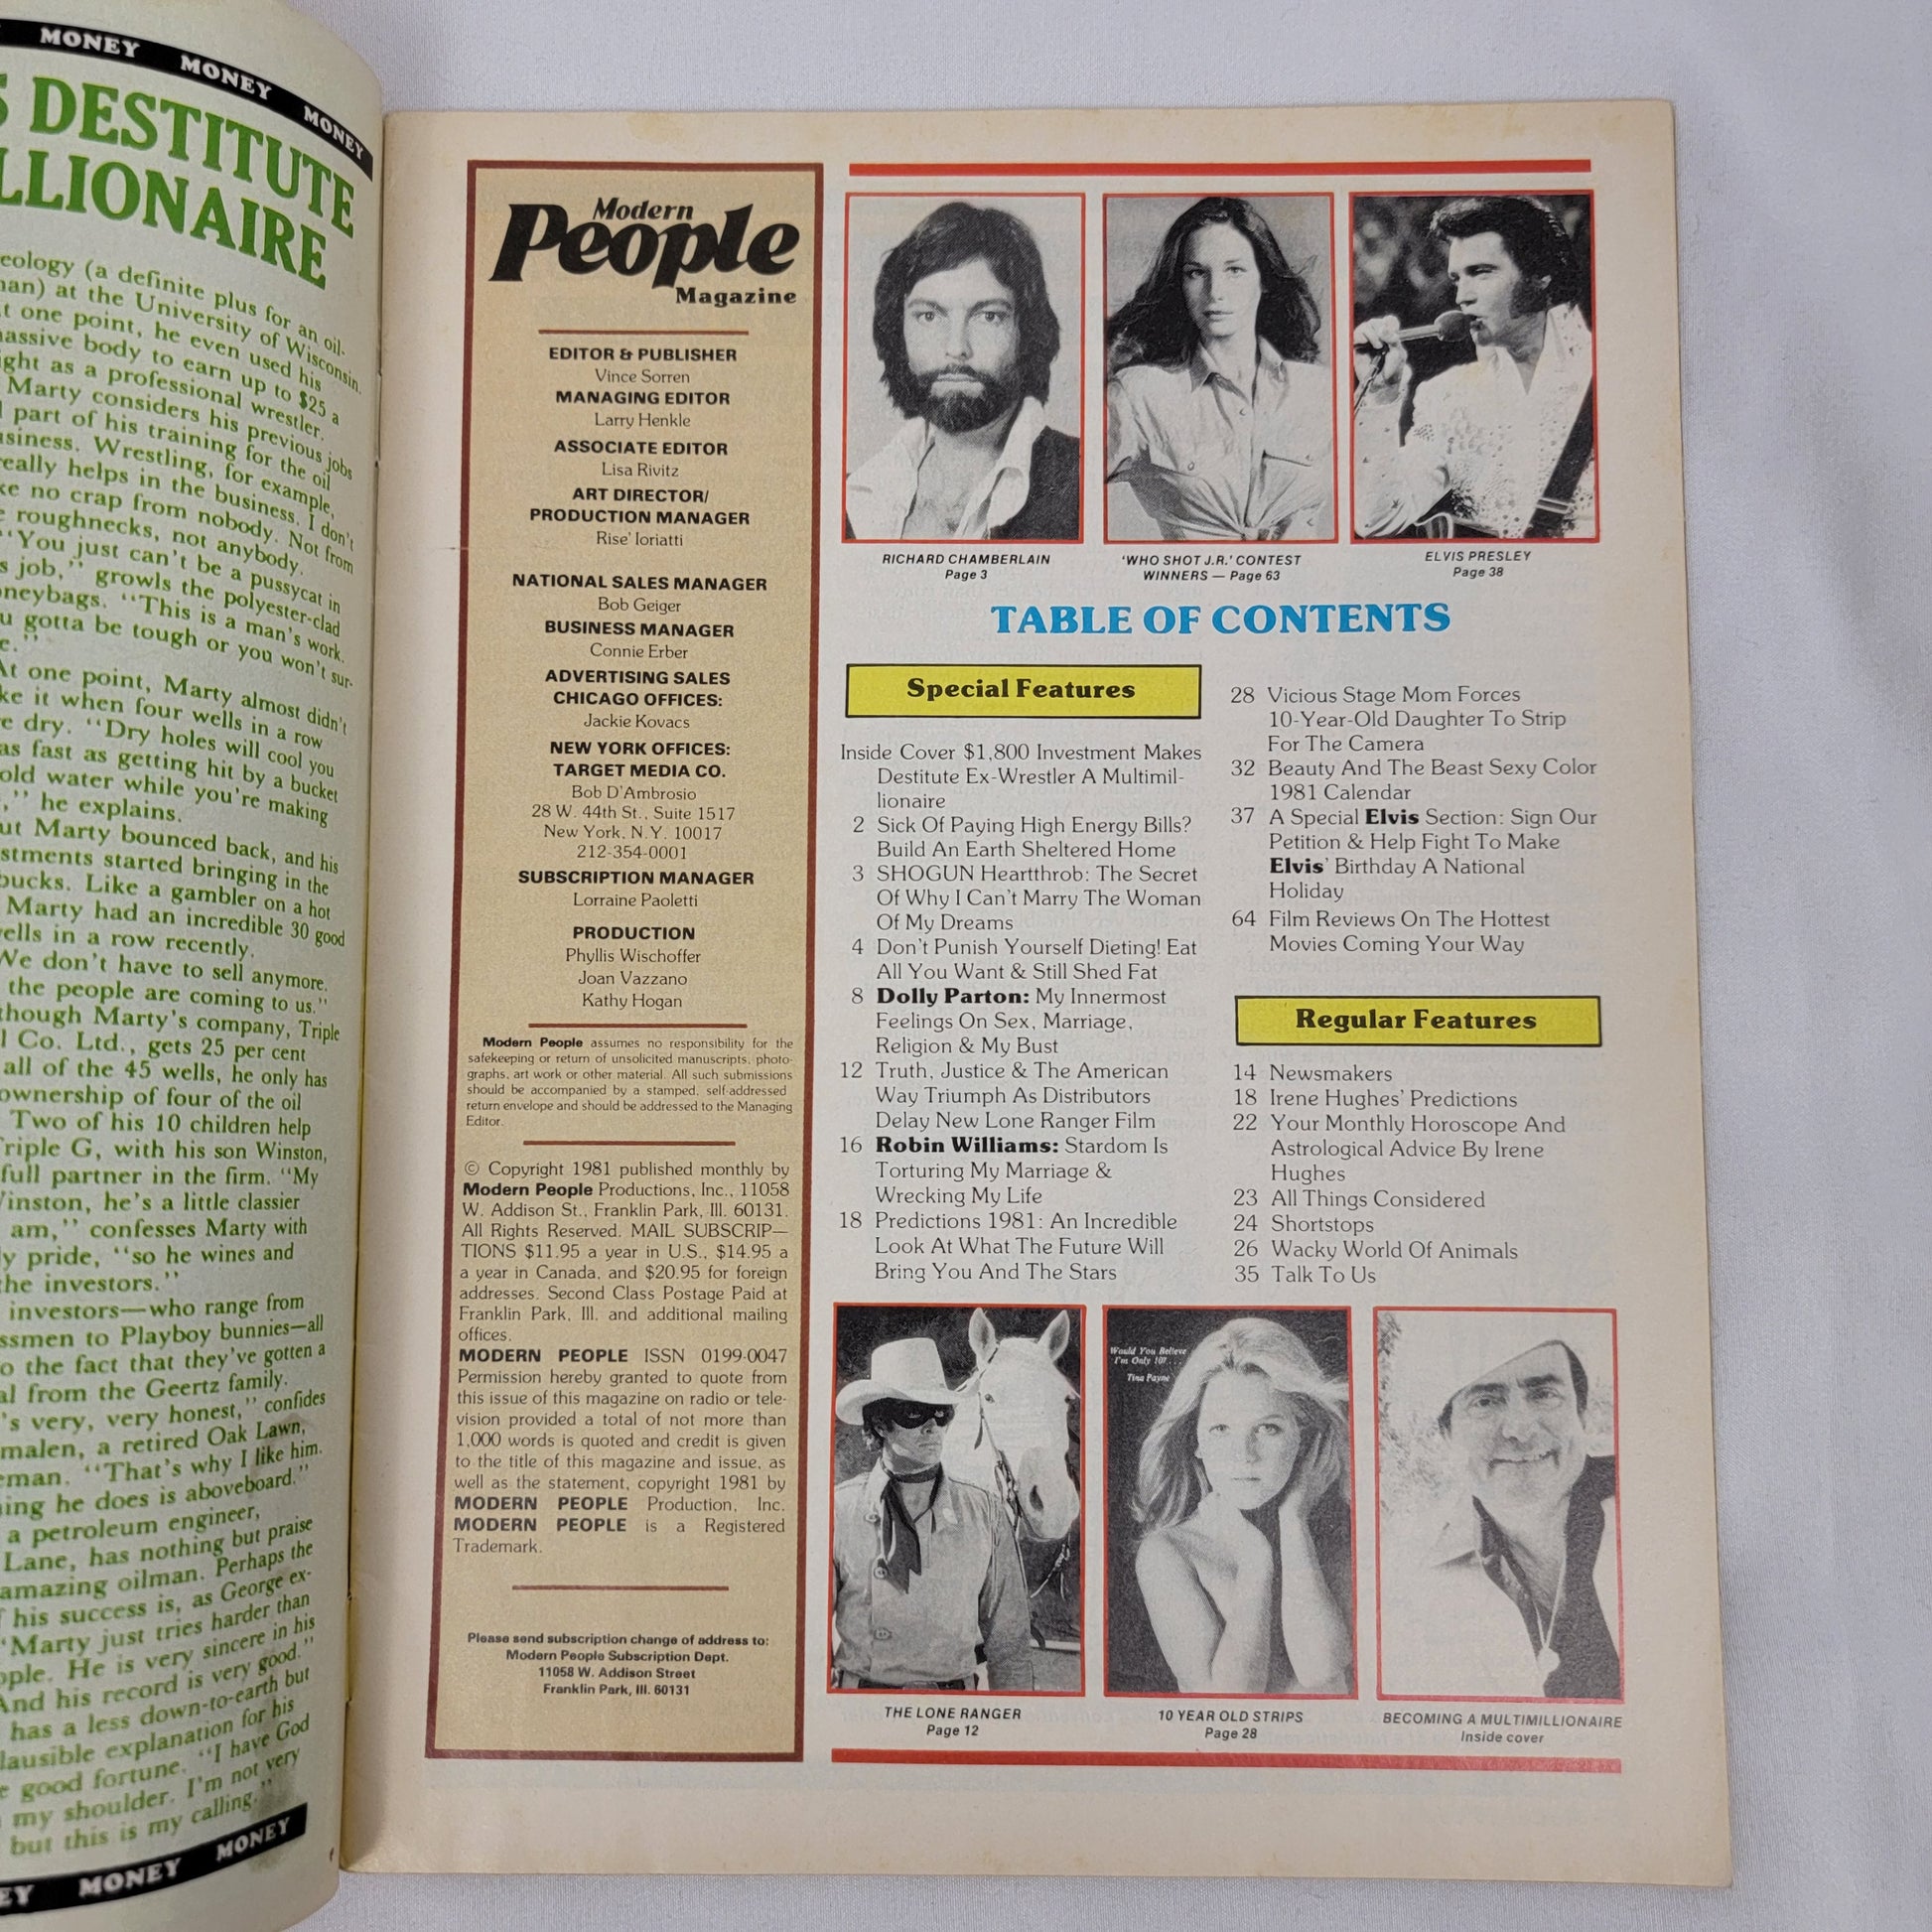 MONEY MONEY MONEY
DESTITUTE
LLIONAIRE
eology (a definite plus for an oil-
at the University of Wisconsin.
one point, he even used his
body to earn up to $25 a
as a professional wrestler.
Marty considers his previous jobs
part of his training for the oil
Wrestling, for example,
really helps in the business. I don't
no crap from nobody. Not from
roughnecks, not anybody.
"You just can't be a pussycat in
job," growls the polyester-clad
"This is a man's work.
gotta be tough or you won't sur-
At one point, Marty almost didn't
it when four wells in a row
dry. "Dry holes will cool you
as fast as getting hit by a bucket
old water while you're making
he explains.
Marty bounced back, and his
started bringing in the
bucks. Like a gambler on a hot
Marty had an incredible 30 good
in a row recently.
We don't have to sell anymore.
the people are coming to us."
though Marty's company, Triple
Co. Ltd., gets 25 per cent
all of the 45 wells, he only has
ownership of four of the oil
Two of his 10 children help
Triple G, with his son Winston,
full partner in the firm. "My
Winston, he's a little classier
am," confesses Marty with
pride, "so he wines and
the investors."
investors—who range from
to Playboy bunnies—all
the fact that they've gotten a
from the Geertz family.
very, very honest," confides
a retired Oak Lawn,
"That's why I like him.
he does is aboveboard."
a petroleum engineer,
Lane, has nothing but praise
amazing oilman. Perhaps the
his success is, as George ex-
"Marty just tries harder than
He is very sincere in his
And his record is very good."
has a less down-to-earth but
explanation for his
good fortune. "I have God
my shoulder. I'm not very
but this is my calling."
MONEY MONEY
Modern
People
Magazine
EDITOR & PUBLISHER
Vince Sorren
MANAGING EDITOR
Larry Henkle
ASSOCIATE EDITOR
Lisa Rivitz
ART DIRECTOR/
PRODUCTION MANAGER
Rise' Ioriatti
NATIONAL SALES MANAGER
Bob Geiger
BUSINESS MANAGER
Connie Erber
ADVERTISING SALES
CHICAGO OFFICES:
Jackie Kovacs
NEW YORK OFFICES:
TARGET MEDIA CO.
Bob D'Ambrosio
28 W. 44th St., Suite 1517
New York, N.Y. 10017
212-354-0001
SUBSCRIPTION MANAGER
Lorraine Paoletti
PRODUCTION
Phyllis Wischoffer
Joan Vazzano
Kathy Hogan
Modern People assumes no responsibility for the
safekeeping or return of unsolicited manuscripts, photo-
graphs, art work or other material. All such submissions
should be accompanied by a stamped, self-addressed
return envelope and should be addressed to the Managing
Editor.
© Copyright 1981 published monthly by
Modern People Productions, Inc., 11058
W. Addison St., Franklin Park, Ill. 60131.
All Rights Reserved. MAIL SUBSCRIP—
TIONS $11.95 a year in U.S., $14.95 a
a year in Canada, and $20.95 for foreign
addresses. Second Class Postage Paid at
Franklin Park, Ill. and additional mailing
offices.
MODERN PEOPLE ISSN 0199-0047
Permission hereby granted to quote from
this issue of this magazine on radio or tele-
vision provided a total of not more than
1,000 words is quoted and credit is given
to the title of this magazine and issue, as
well as the statement, copyright 1981 by
MODERN PEOPLE Production, Inc.
MODERN PEOPLE is a Registered
Trademark.
Please send subscription change of address to:
Modern People Subscription Dept.
11058 W. Addison Street
Franklin Park, Ill. 60131
RICHARD CHAMBERLAIN
Page 3
'WHO SHOT J.R.' CONTEST
WINNERS — Page 63
ELVIS PRESLEY
Page 38
TABLE OF CONTENTS
Special Features
Inside Cover $1,800 Investment Makes
Destitute Ex-Wrestler A Multimil-
lionaire
2 Sick Of Paying High Energy Bills?
Build An Earth Sheltered Home
3 SHOGUN Heartthrob: The Secret
Of Why I Can't Marry The Woman
Of My Dreams
4 Don't Punish Yourself Dieting! Eat
All You Want & Still Shed Fat
8 Dolly Parton: My Innermost
Feelings On Sex, Marriage,
Religion & My Bust
12 Truth, Justice & The American
Way Triumph As Distributors
Delay New Lone Ranger Film
16 Robin Williams: Stardom Is
Torturing My Marriage &
Wrecking My Life
18 Predictions 1981: An Incredible
Look At What The Future Will
Bring You And The Stars
28 Vicious Stage Mom Forces
10-Year-Old Daughter To Strip
For The Camera
32 Beauty And The Beast Sexy Color
1981 Calendar
37 A Special Elvis Section: Sign Our
Petition & Help Fight To Make
Elvis' Birthday A National
Holiday
64 Film Reviews On The Hottest
Movies Coming Your Way
Regular Features
14 Newsmakers
18 Irene Hughes' Predictions
22 Your Monthly Horoscope And
Astrological Advice By Irene
Hughes
23 All Things Considered
24 Shortstops
26 Wacky World Of Animals
35 Talk To Us
Would You Believe
I'm Only 10? . . .
Tina Payne
THE LONE RANGER
Page 12
10 YEAR OLD STRIPS
Page 28
BECOMING A MULTIMILLIONAIRE
Inside cover